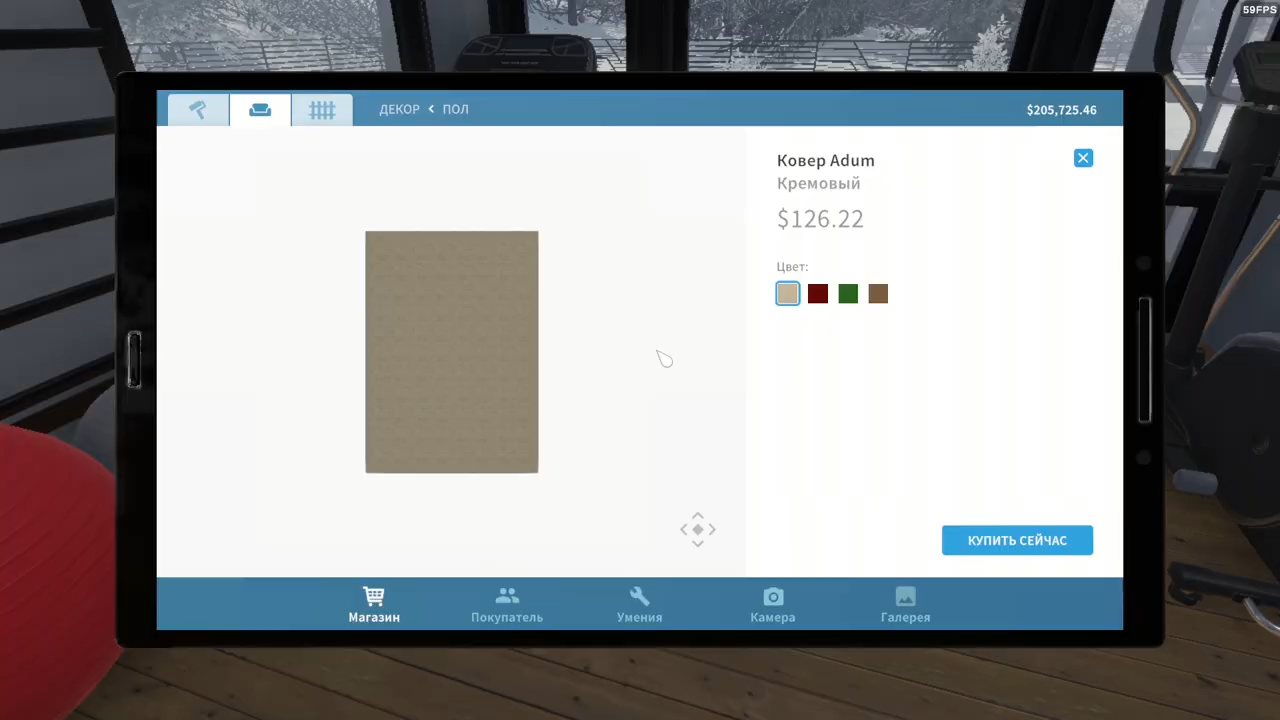 59FPS
ДЕКОР < ПОЛ
$205,725.46
Ковер Adum
Кремовый
$126.22
Цвет:
КУПИТЬ СЕЙЧАС
Магазин
Покупатель
Умения
Камера
Галерея